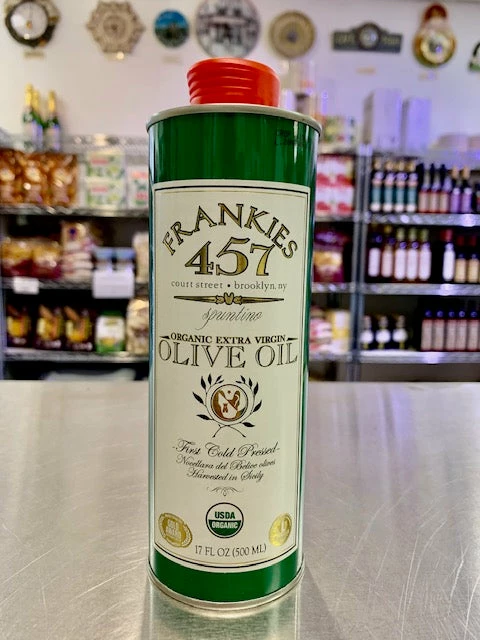 FRANKIES
457
court street • brooklyn, ny
spuntino
ORGANIC EXTRA VIRGIN
OLIVE OIL
-First Cold Pressed-
Nocellara del Belice olives
Harvested in Sicily
USDA
ORGANIC
17 FL OZ (500 ML)